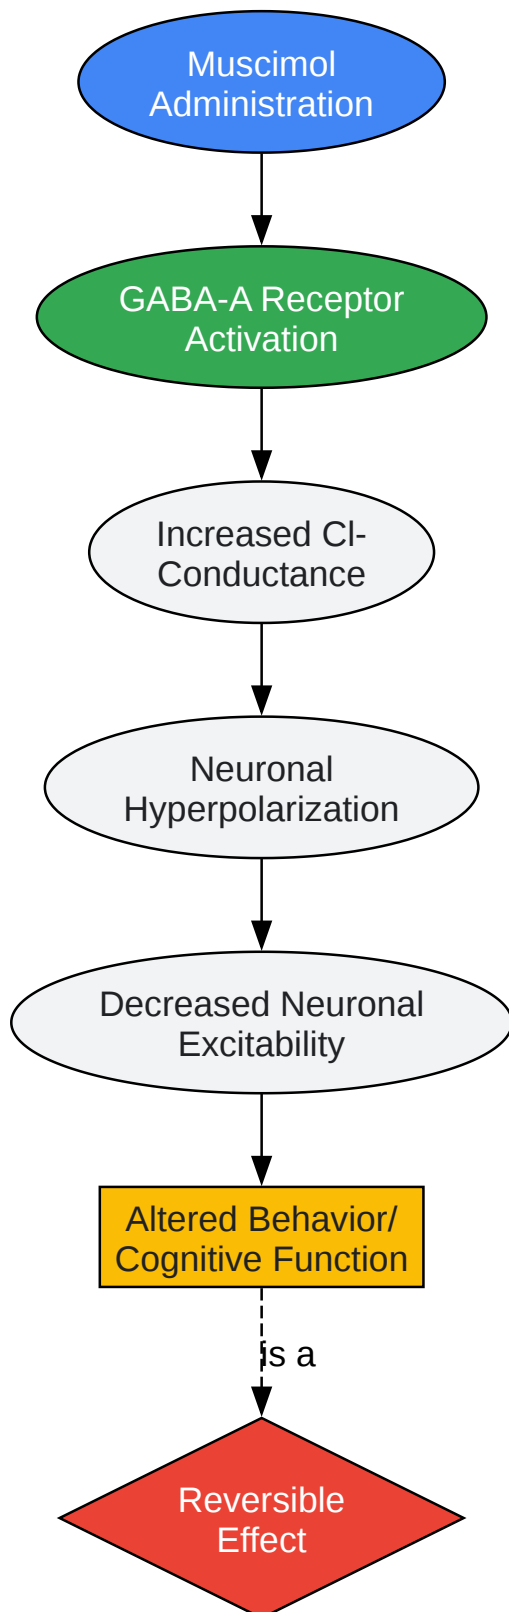 Muscimol
Administration
GABA-A Receptor
Activation
Increased Cl-
Conductance
Neuronal
Hyperpolarization
Decreased Neuronal
Excitability
Altered Behavior/
Cognitive Function
is a
Reversible
Effect